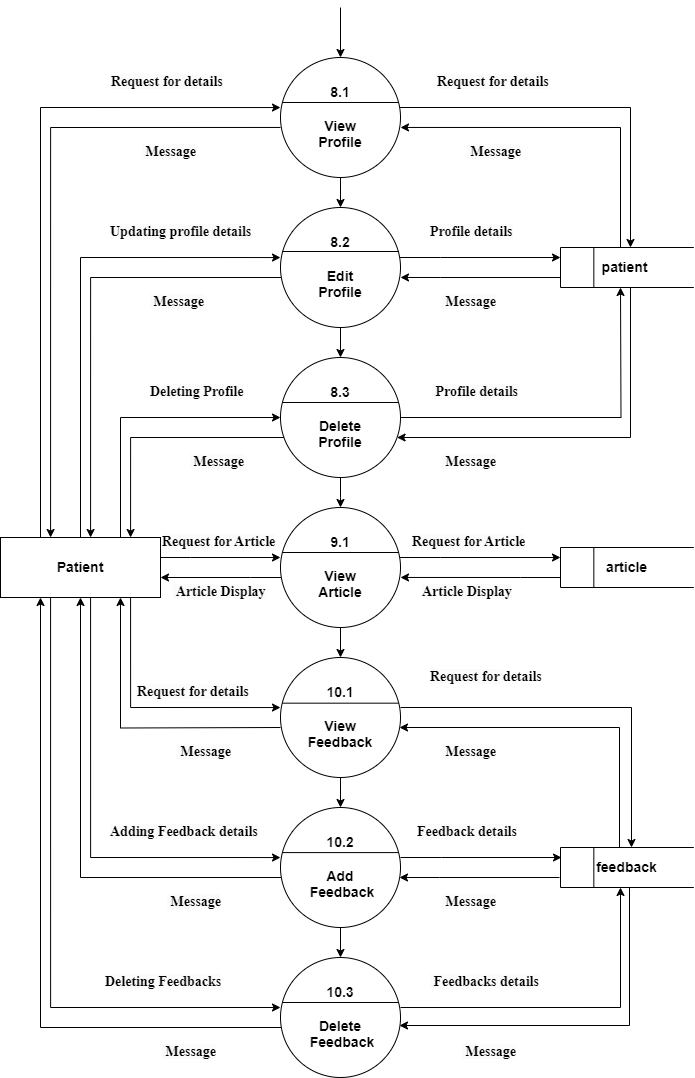 Request for details
Request for details
8.1
View
Profile
Message
Message
Updating profile details
Profile details
8.2
Edit
Profile
patient
Message
Message
Deleting Profile
Profile details
8.3
Delete
Profile
Message
Message
Request for Article
Request for Article
9.1
Patient
View
Article
article
Article Display
Article Display
Request for details
Request for details
10.1
View
Feedback
Message
Message
Adding Feedback details
Feedback details
10.2
Add
Feedback
feedback
Message
Message
Deleting Feedbacks
Feedbacks details
10.3
Delete
Feedback
Message
Message